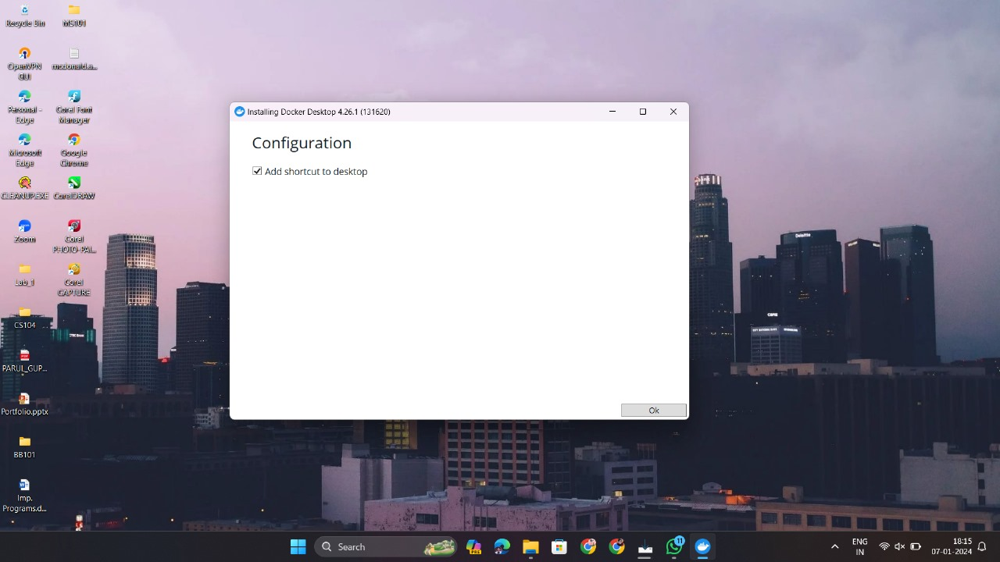 Recycle Bin
MS101
OpenVPN
GUI
mcdonald.a...
Personal -
Edge
Corel Font
Manager
Microsoft
Edge
Google
Chrome
CLEANUP.EXE
CorelDRAW
Zoom
Corel
PHOTO-PAI...
Lab_1
Corel
CAPTURE
CS104
PARUL_GUP...
Portfolio.pptx
BB101
Imp.
Programs.d...
Installing Docker Desktop 4.26.1 (131620)
Configuration
Add shortcut to desktop
Ok
Deloitte
Search
PRE
11
ENG
IN
18:15
07-01-2024